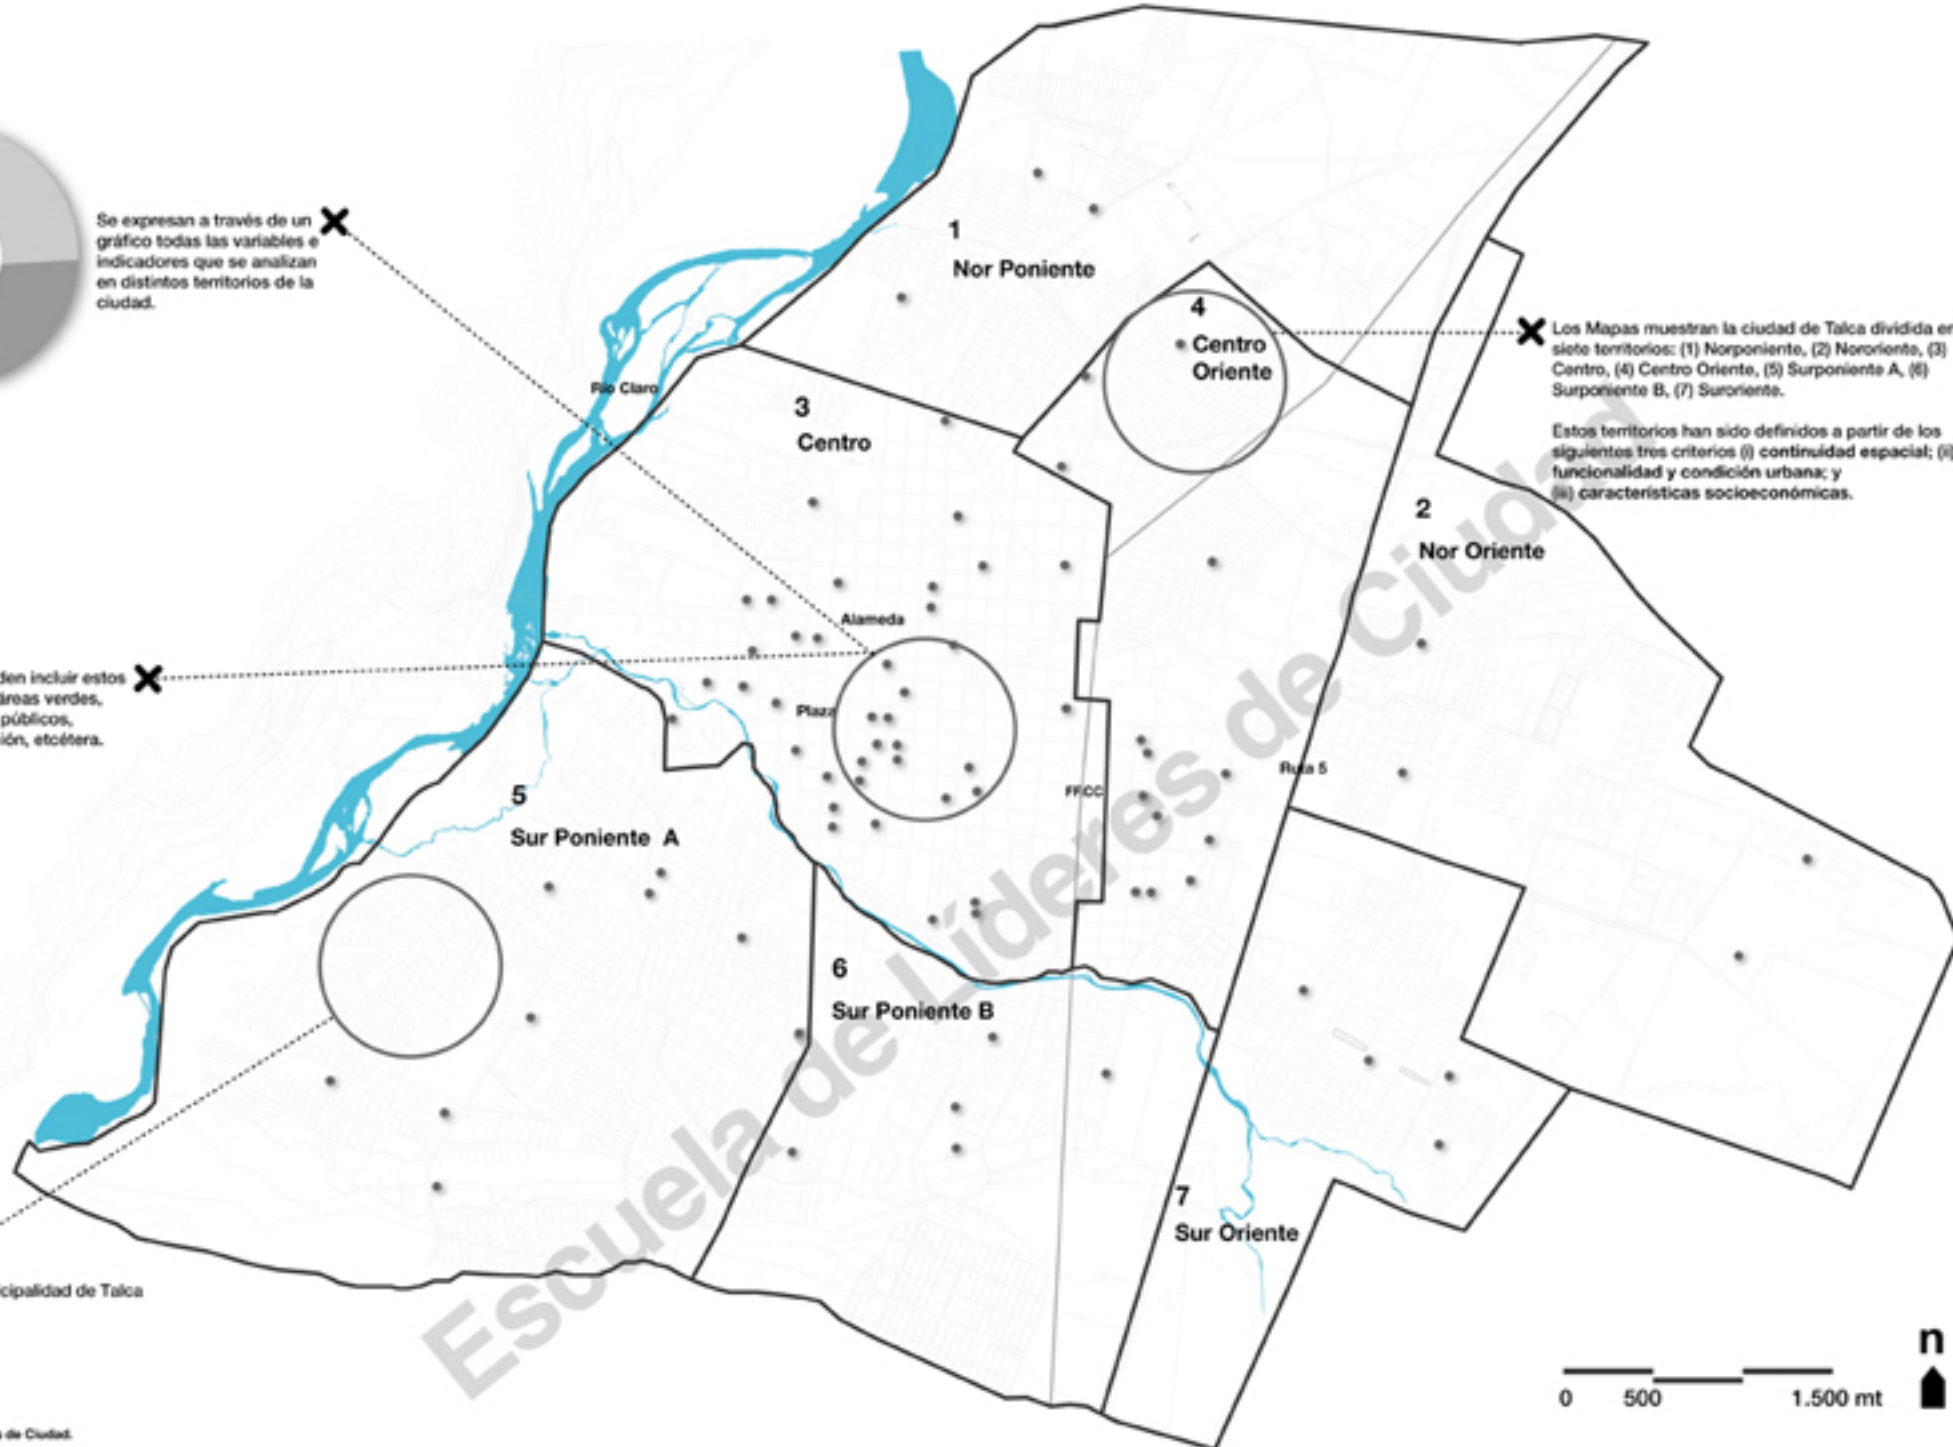 Se expresan a través de un
gráfico todas las variables e
indicadores que se analizan
en distintos territorios de la
ciudad.
1
Nor Poniente
4
Centro
Oriente
Los Mapas muestran la ciudad de Talca dividida en
siete territorios: (1) Norponiente, (2) Nororiente, (3)
Centro, (4) Centro Oriente, (5) Surponiente A, (6)
Surponiente B, (7) Suroriente.
Estos territorios han sido definidos a partir de los
siguientes tres criterios (i) continuidad espacial; (ii)
funcionalidad y condición urbana; y
(iii) características socioeconómicas.
Río Claro
3
Centro
2
Nor Oriente
Alameda
den incluir estos
áreas verdes,
públicos,
ión, etcétera.
Plaza
FFCC
Ruta 5
5
Sur Poniente A
6
Sur Poniente B
7
Sur Oriente
Escuela de Líderes de Ciudad
cipalidad de Talca
s de Ciudad.
n
0 500 1.500 mt